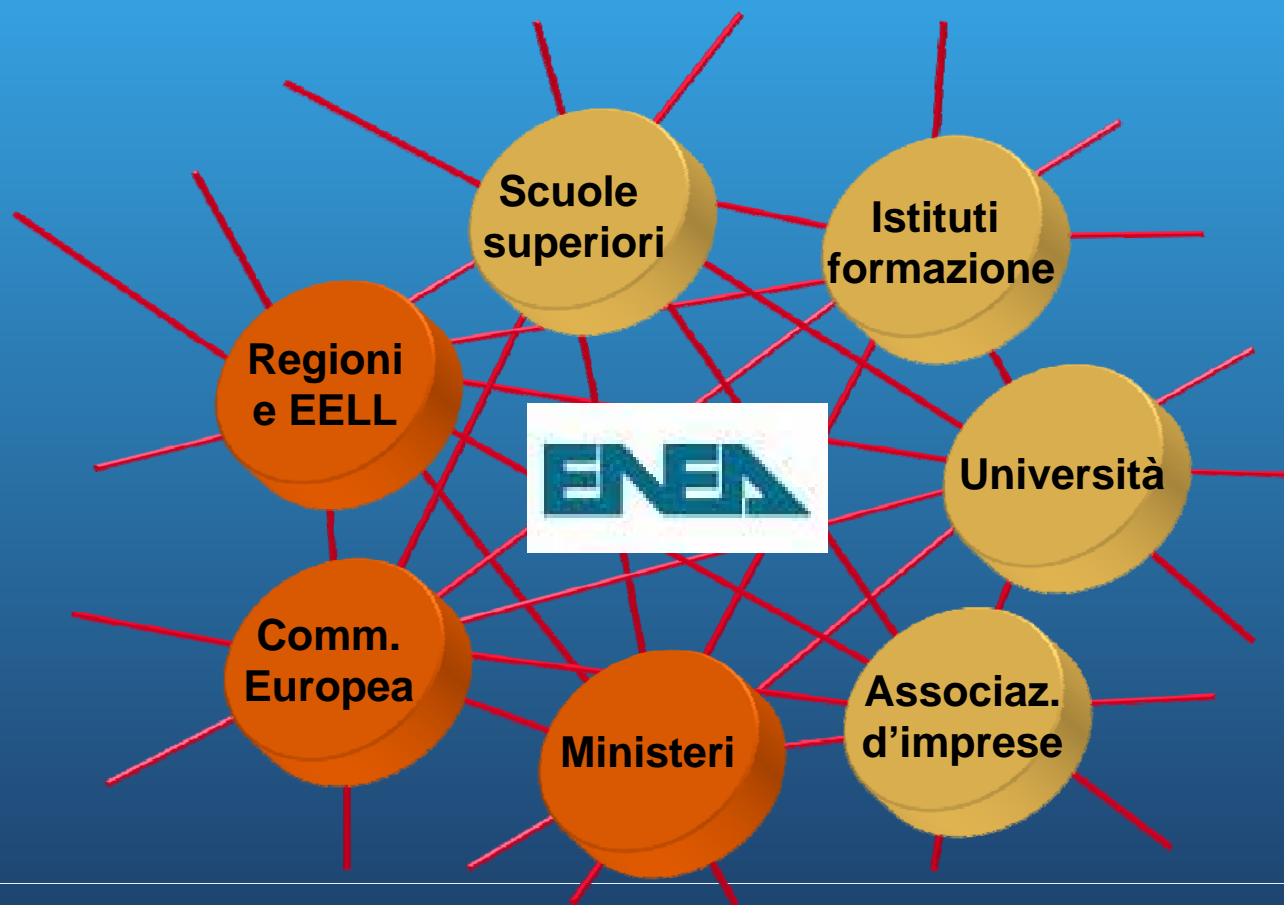 Scuole
superiori
Istituti
formazione
Regioni
e EELL
ENEA
Università
Comm.
Europea
Associaz.
d’imprese
Ministeri